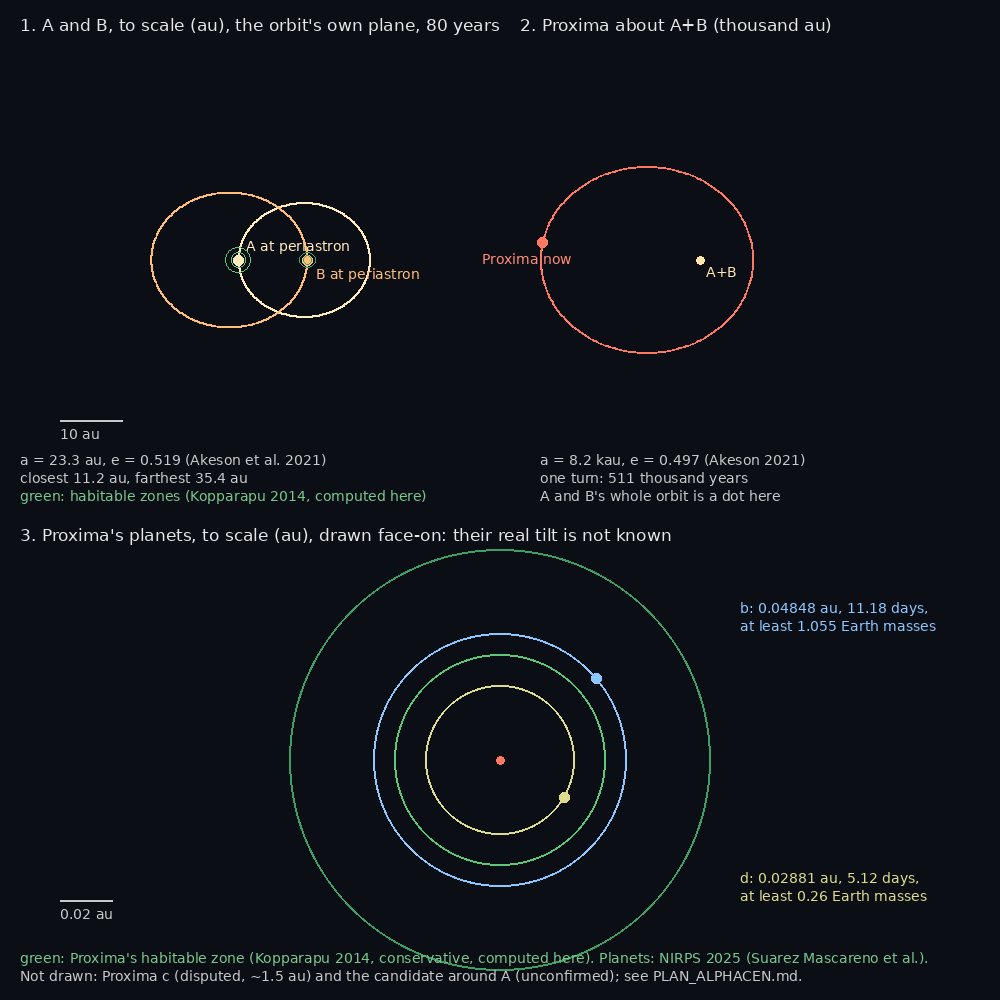 1. A and B, to scale (au), the orbit's own plane, 80 years
2. Proxima about A+B (thousand au)
A at periastron
B at periastron
Proxima now
A+B
10 au
a = 23.3 au, e = 0.519 (Akeson et al. 2021)
closest 11.2 au, farthest 35.4 au
green: habitable zones (Kopparapu 2014, computed here)
a = 8.2 kau, e = 0.497 (Akeson 2021)
one turn: 511 thousand years
A and B's whole orbit is a dot here
3. Proxima's planets, to scale (au), drawn face-on: their real tilt is not known
b: 0.04848 au, 11.18 days,
at least 1.055 Earth masses
d: 0.02881 au, 5.12 days,
at least 0.26 Earth masses
0.02 au
green: Proxima's habitable zone (Kopparapu 2014, conservative, computed here). Planets: NIRPS 2025 (Suarez Mascareno et al.).
Not drawn: Proxima c (disputed, ~1.5 au) and the candidate around A (unconfirmed); see PLAN_ALPHACEN.md.